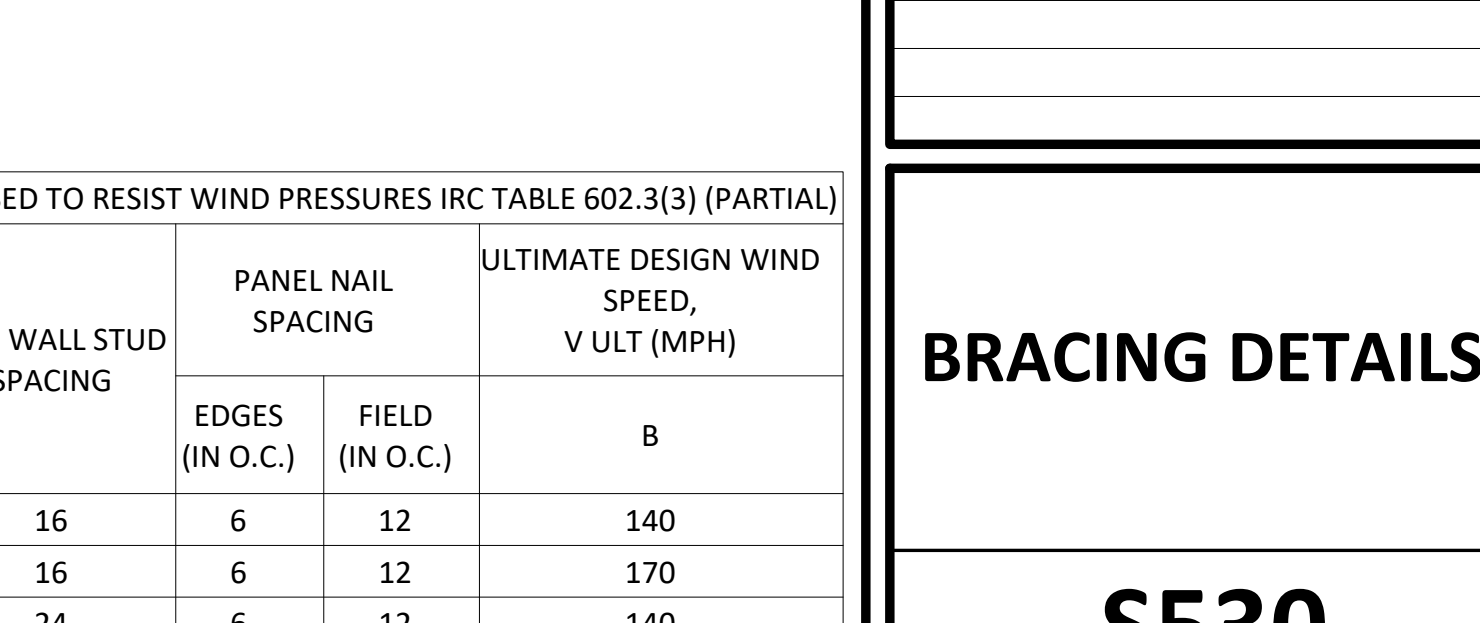 TO RESIST WIND PRESSURES IRC TABLE 602.3(3) (PARTIAL)
WALL STUD
SPACING
PANEL NAIL
SPACING
ULTIMATE DESIGN WIND
SPEED,
V ULT (MPH)
EDGES
(IN O.C.)
FIELD
(IN O.C.)
B
16 6 12 140
16 6 12 170
24 6 12 140
BRACING DETAILS
S530